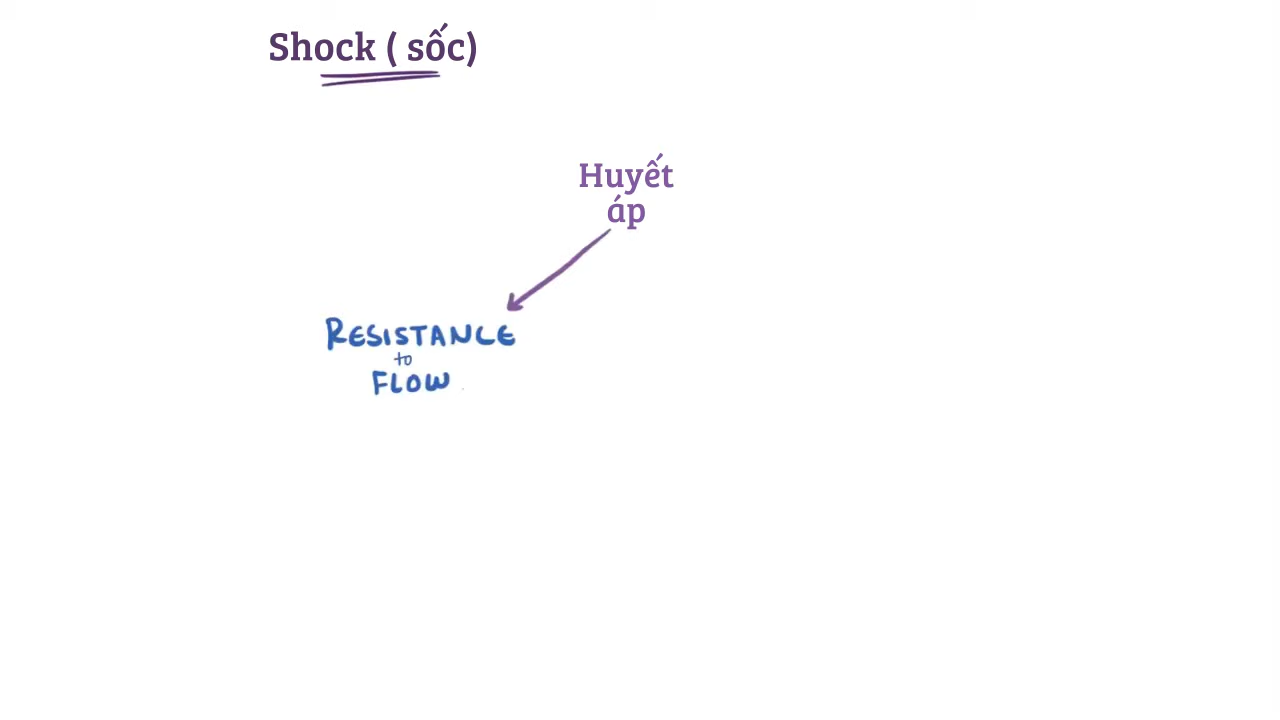 Shock ( sốc)
Huyết
áp
RESISTANCE
to
FLOW